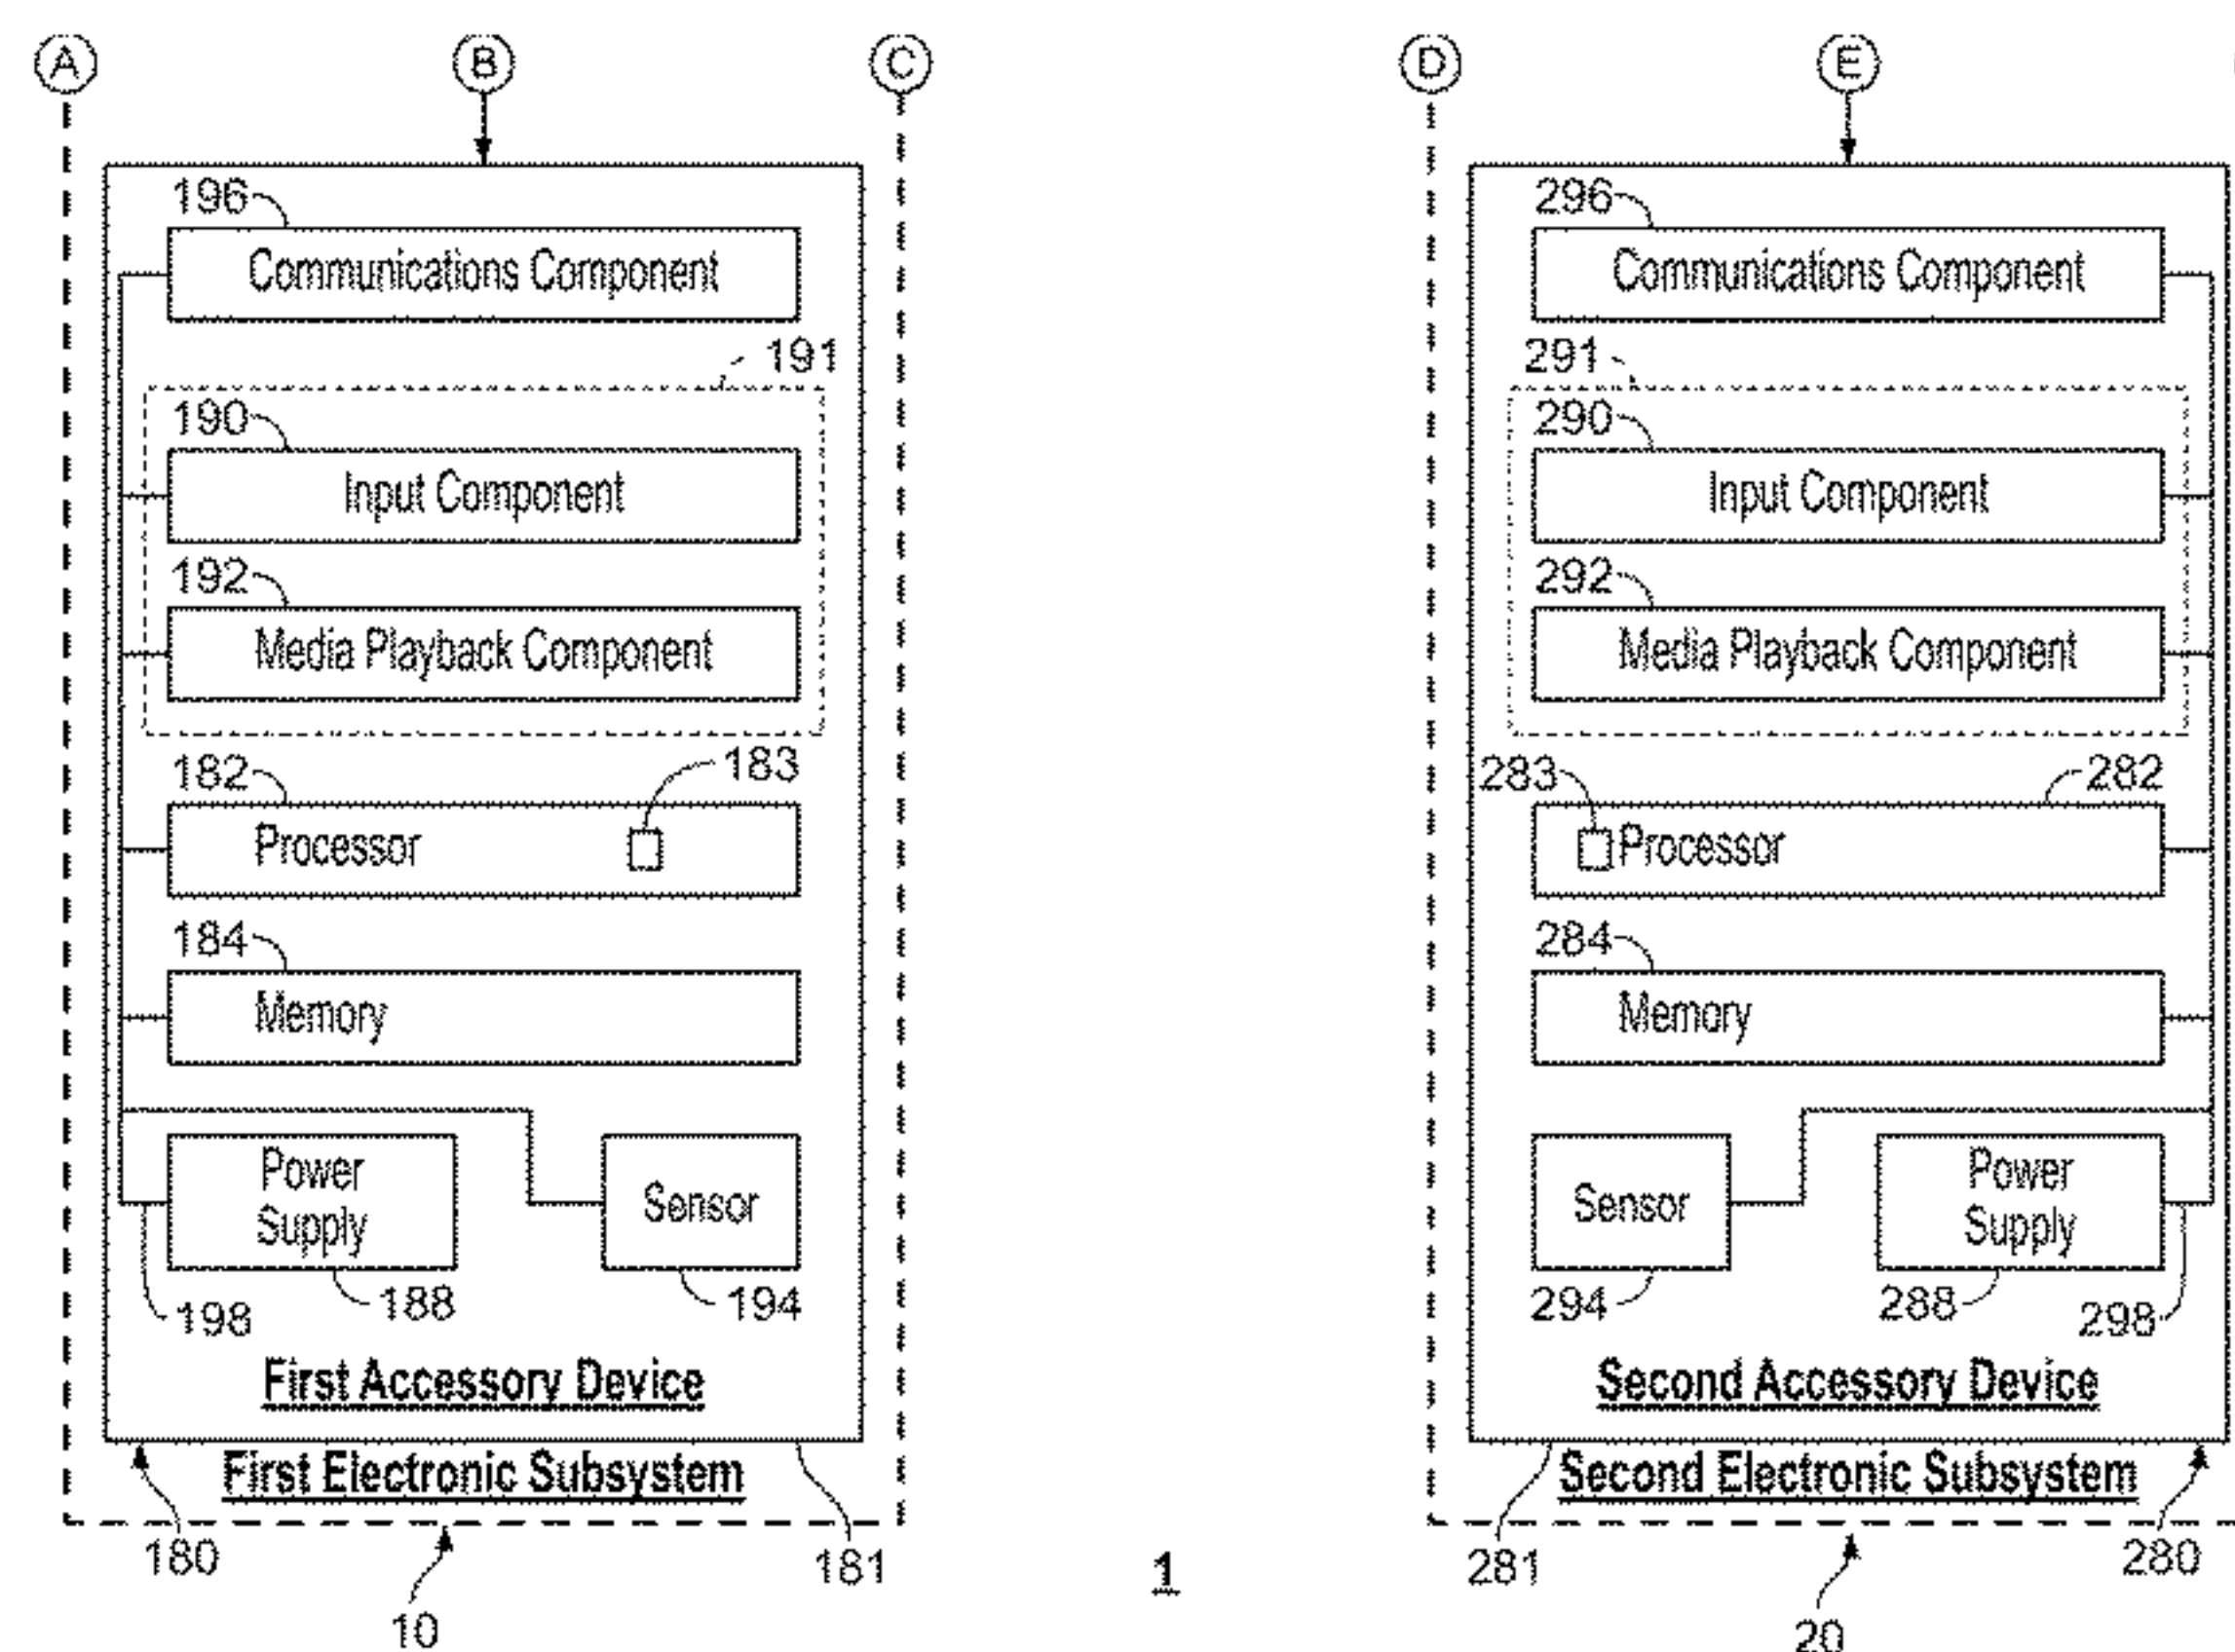 A B C
196
Communications Component
191
190
Input Component
192
Media Playback Component
182 183
Processor
184
Memory
Power
Supply
Sensor
198 188 194
First Accessory Device
First Electronic Subsystem
180 181
10
1
D E
296
Communications Component
291
290
Input Component
292
Media Playback Component
283 282
Processor
284
Memory
Sensor
Power
Supply
294 288 298
Second Accessory Device
Second Electronic Subsystem
281 280
20